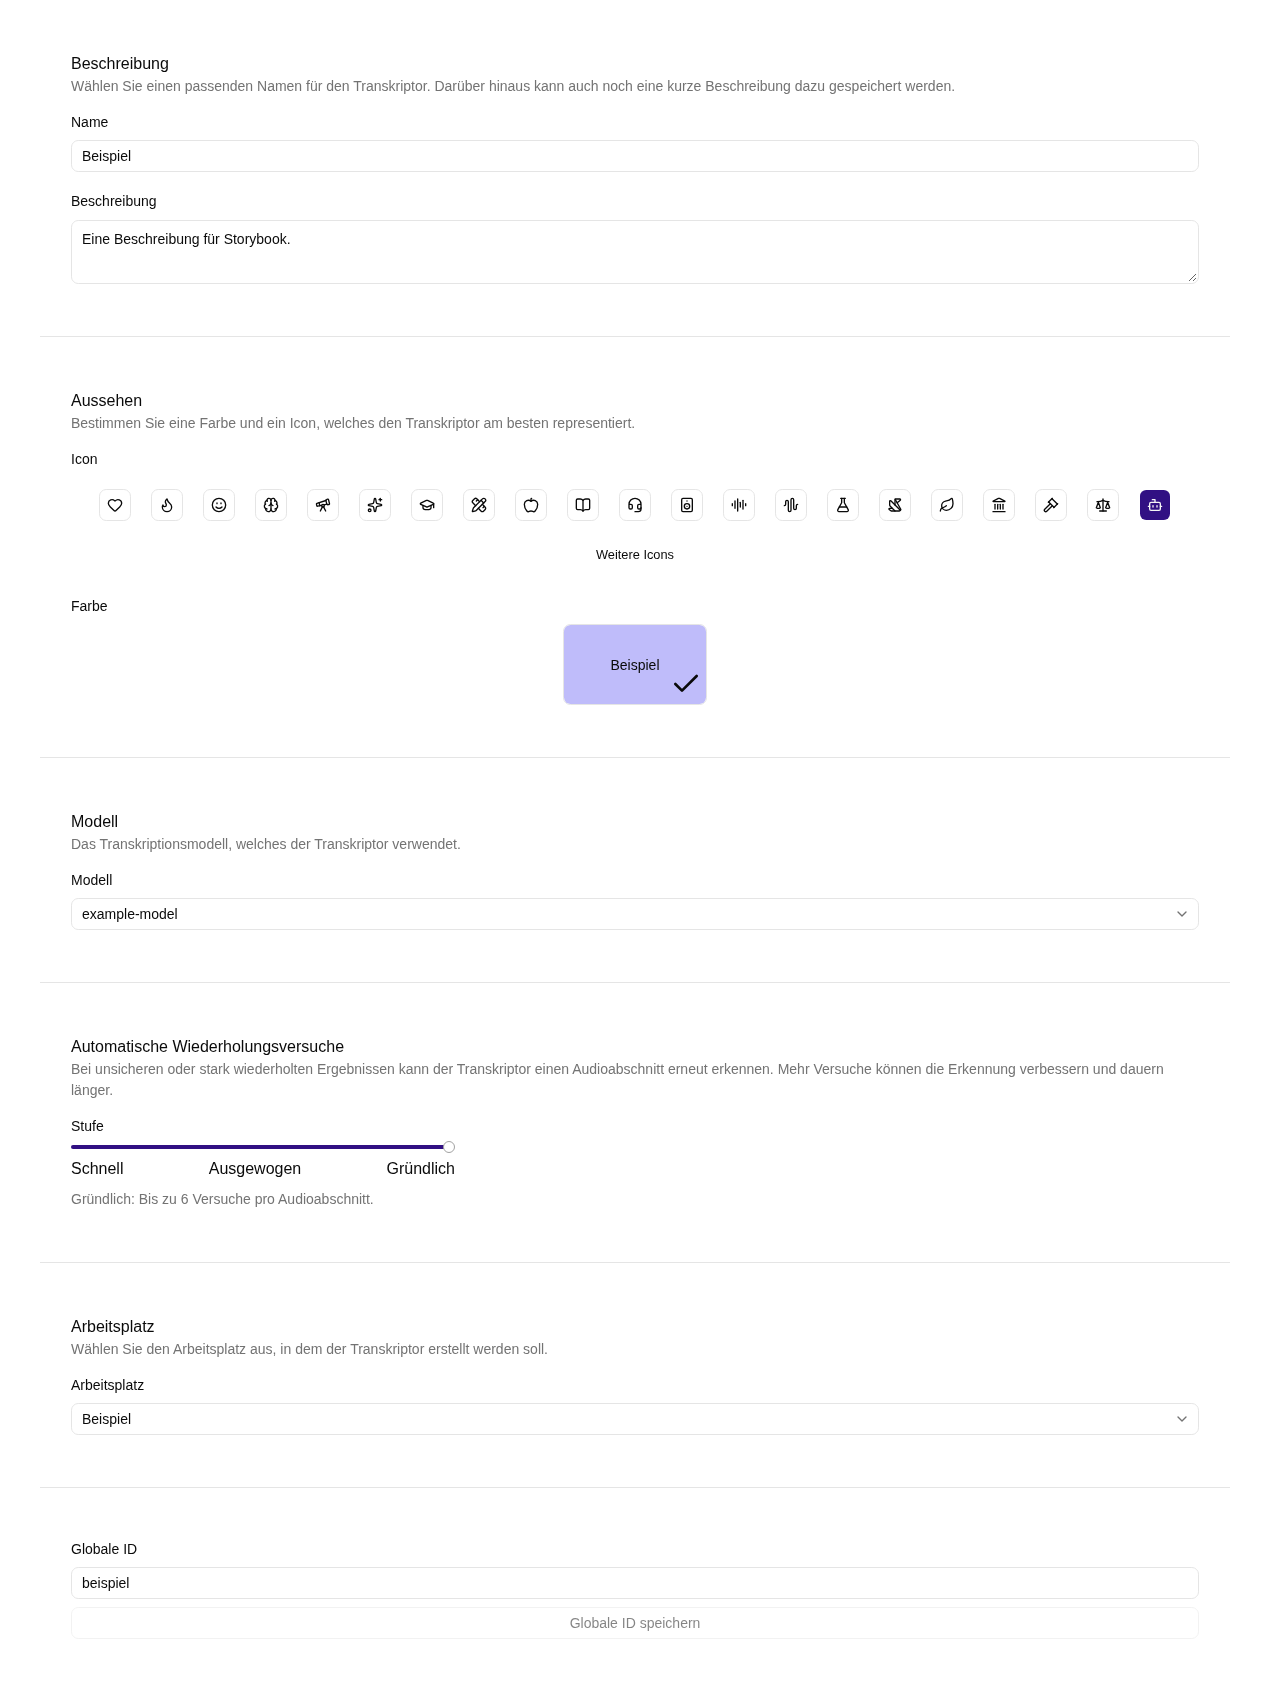 Beschreibung
Wählen Sie einen passenden Namen für den Transkriptor. Darüber hinaus kann auch noch eine kurze Beschreibung dazu gespeichert werden.
Name
Beispiel
Beschreibung
Eine Beschreibung für Storybook.
Aussehen
Bestimmen Sie eine Farbe und ein Icon, welches den Transkriptor am besten representiert.
Icon
Weitere Icons
Farbe
Beispiel
Modell
Das Transkriptionsmodell, welches der Transkriptor verwendet.
Modell
example-model
Automatische Wiederholungsversuche
Bei unsicheren oder stark wiederholten Ergebnissen kann der Transkriptor einen Audioabschnitt erneut erkennen. Mehr Versuche können die Erkennung verbessern und dauern
länger.
Stufe
Schnell Ausgewogen Gründlich
Gründlich: Bis zu 6 Versuche pro Audioabschnitt.
Arbeitsplatz
Wählen Sie den Arbeitsplatz aus, in dem der Transkriptor erstellt werden soll.
Arbeitsplatz
Beispiel
Globale ID
beispiel
Globale ID speichern